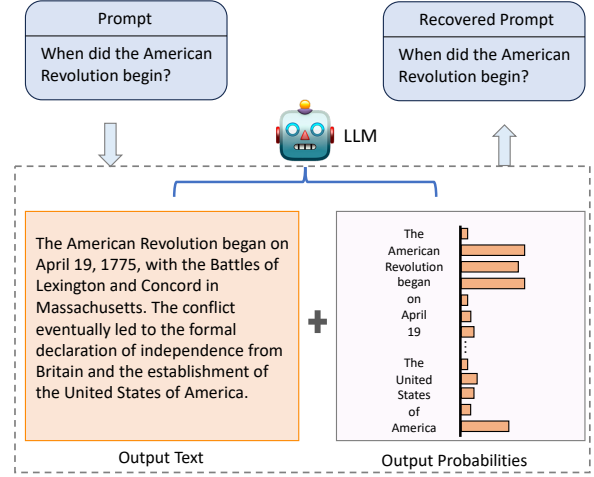 Prompt
When did the American
Revolution begin?
Recovered Prompt
When did the American
Revolution begin?
LLM
The American Revolution began on
April 19, 1775, with the Battles of
Lexington and Concord in
Massachusetts. The conflict
eventually led to the formal
declaration of independence from
Britain and the establishment of
the United States of America.
+
The
American
Revolution
began
on
April
19
⋮
The
United
States
of
America
Output Text
Output Probabilities